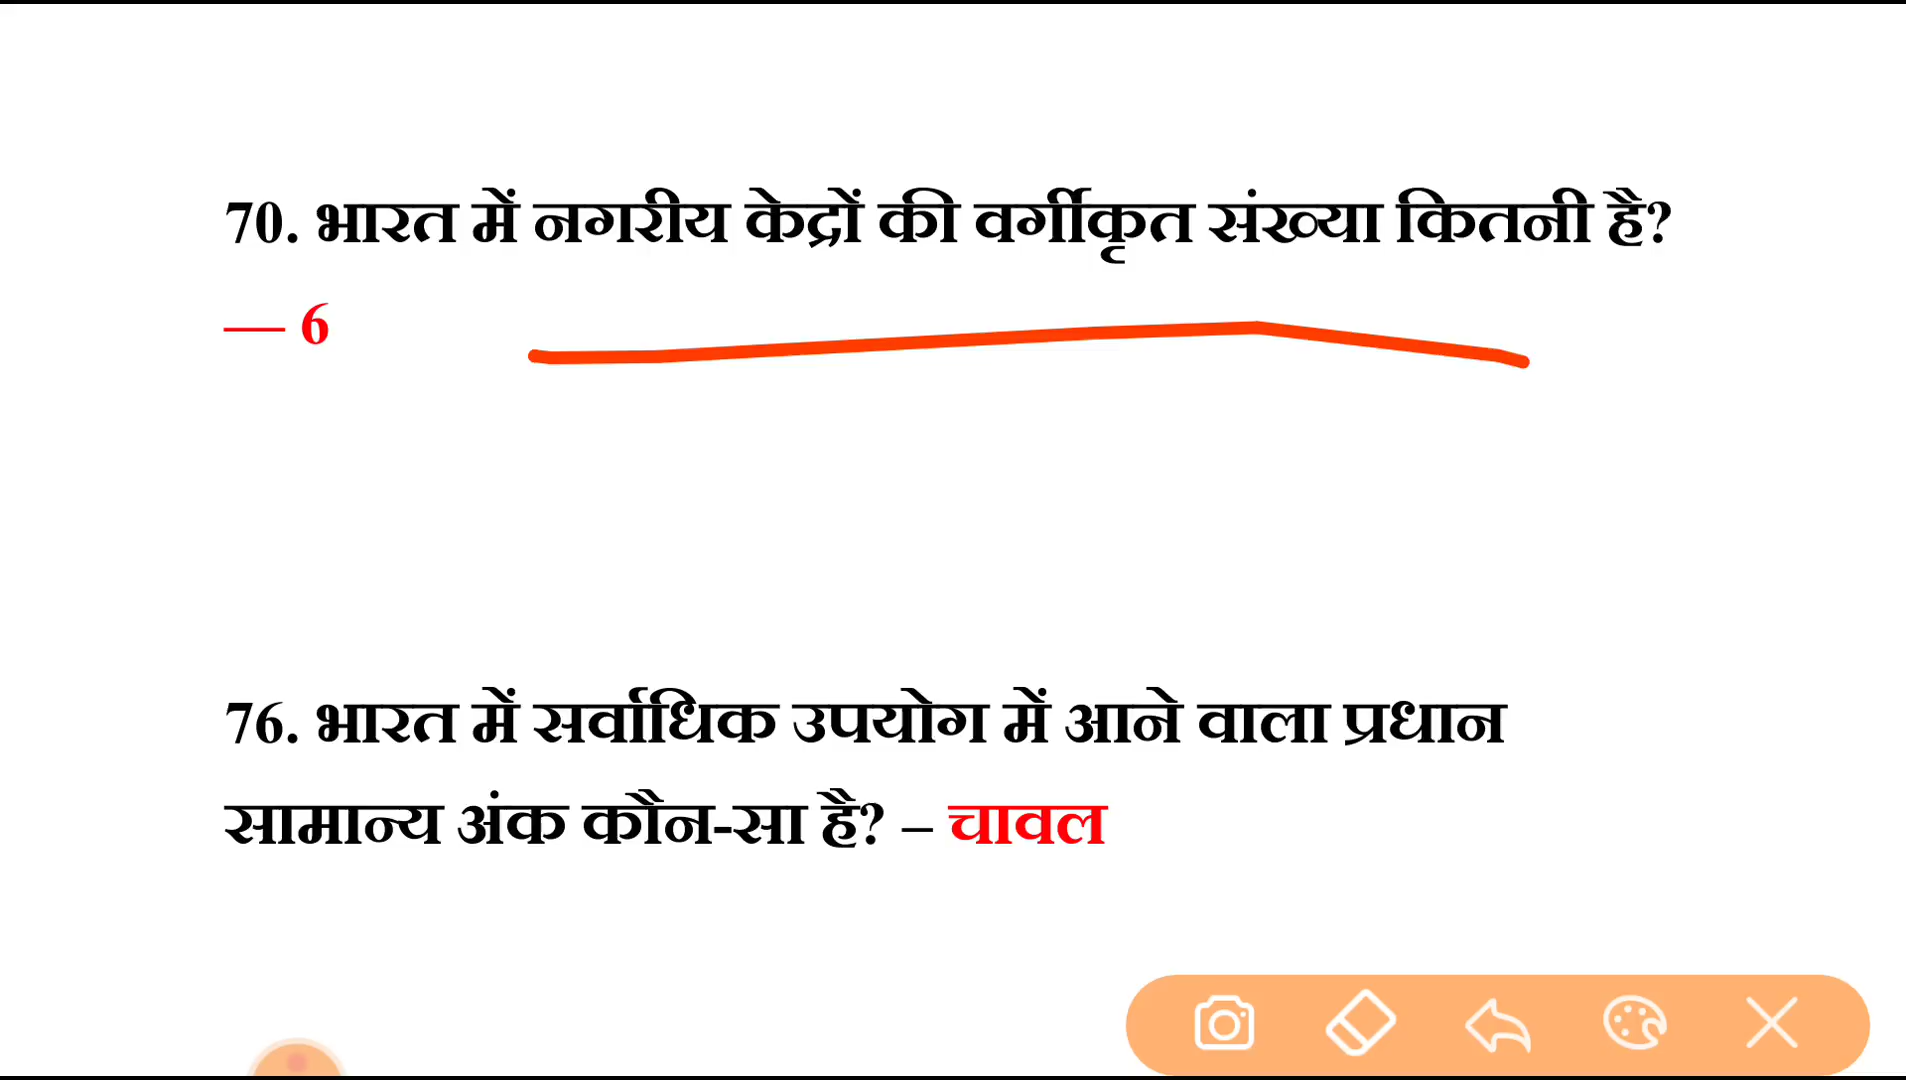 70. भारत में नगरीय केद्रों की वर्गीकृत संख्या कितनी है?
— 6
76. भारत में सर्वाधिक उपयोग में आने वाला प्रधान
सामान्य अंक कौन-सा है? – चावल